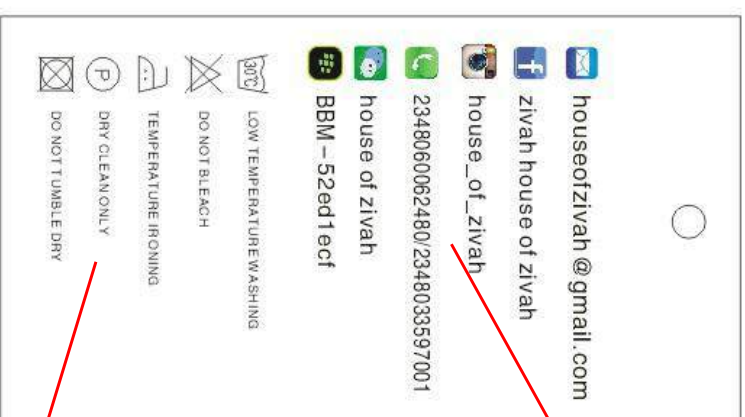 houseofzivah@gmail.com
zivah house of zivah
house_of_zivah
2348060062480/2348033597001
house of zivah
BBM – 52ed1ecf
30℃ LOW TEMPERATURE WASHING
DO NOT BLEACH
TEMPERATURE IRONING
P DRY CLEAN ONLY
DO NOT TUMBLE DRY